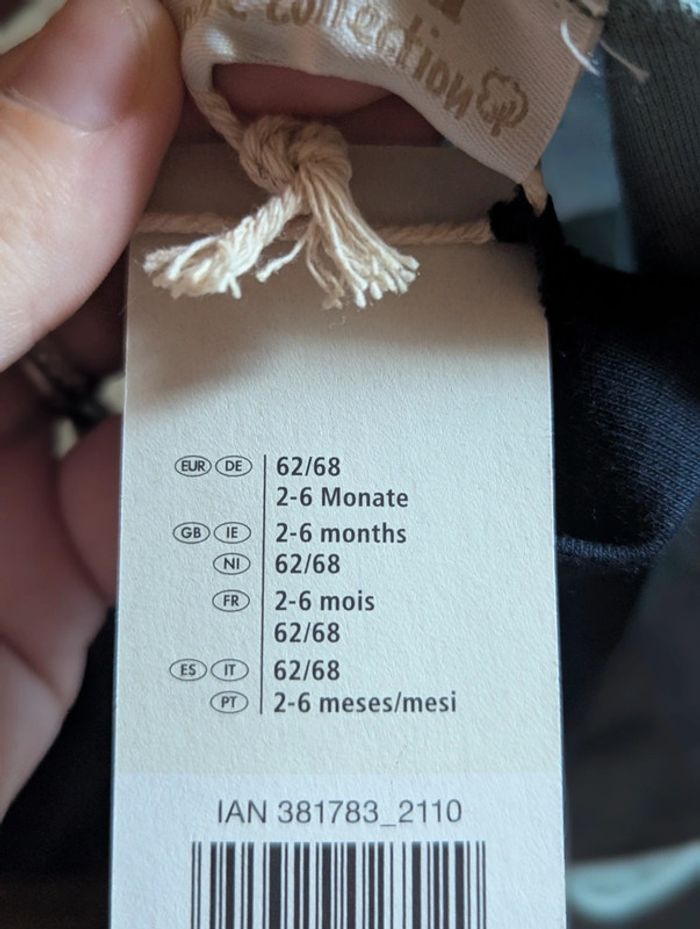 collection
EUR DE 62/68
2-6 Monate
GB IE 2-6 months
NI 62/68
FR 2-6 mois
62/68
ES IT 62/68
PT 2-6 meses/mesi
IAN 381783_2110